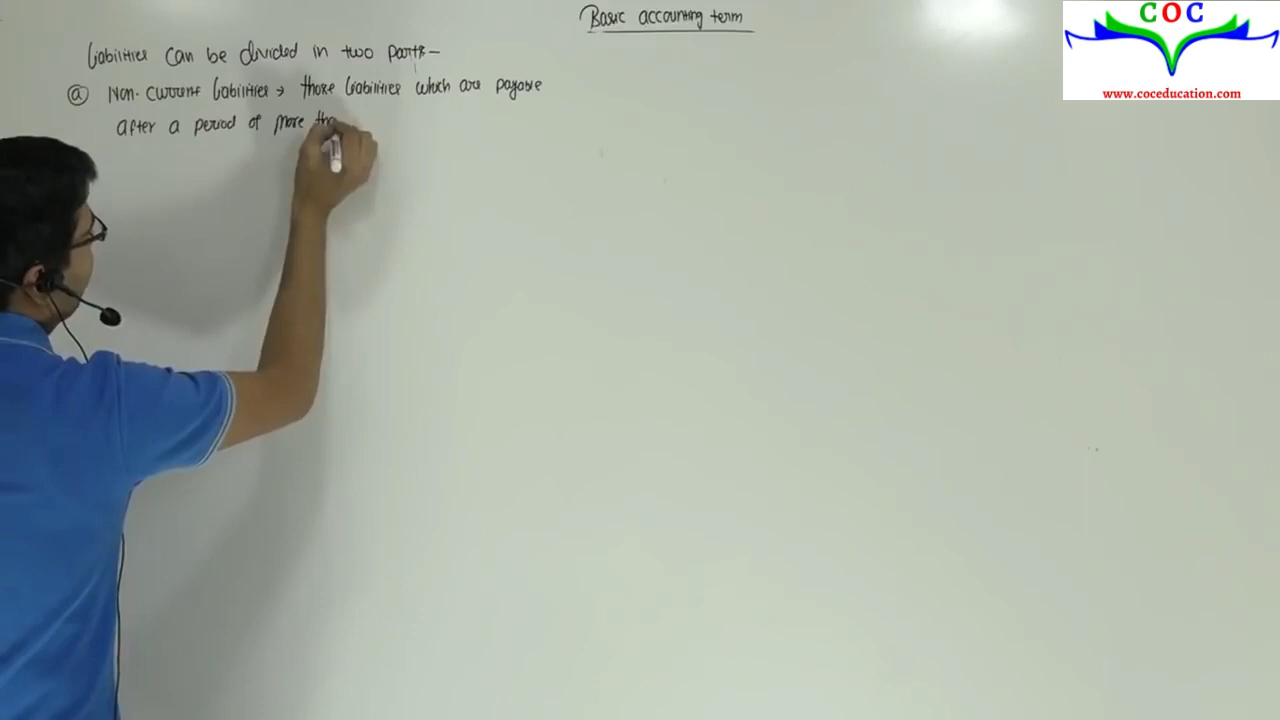 Basic accounting term
COC
www.coceducation.com
Liabilities can be divided in two parts-
(a) Non-current liabilities → those liabilities which are payable
after a period of more tha